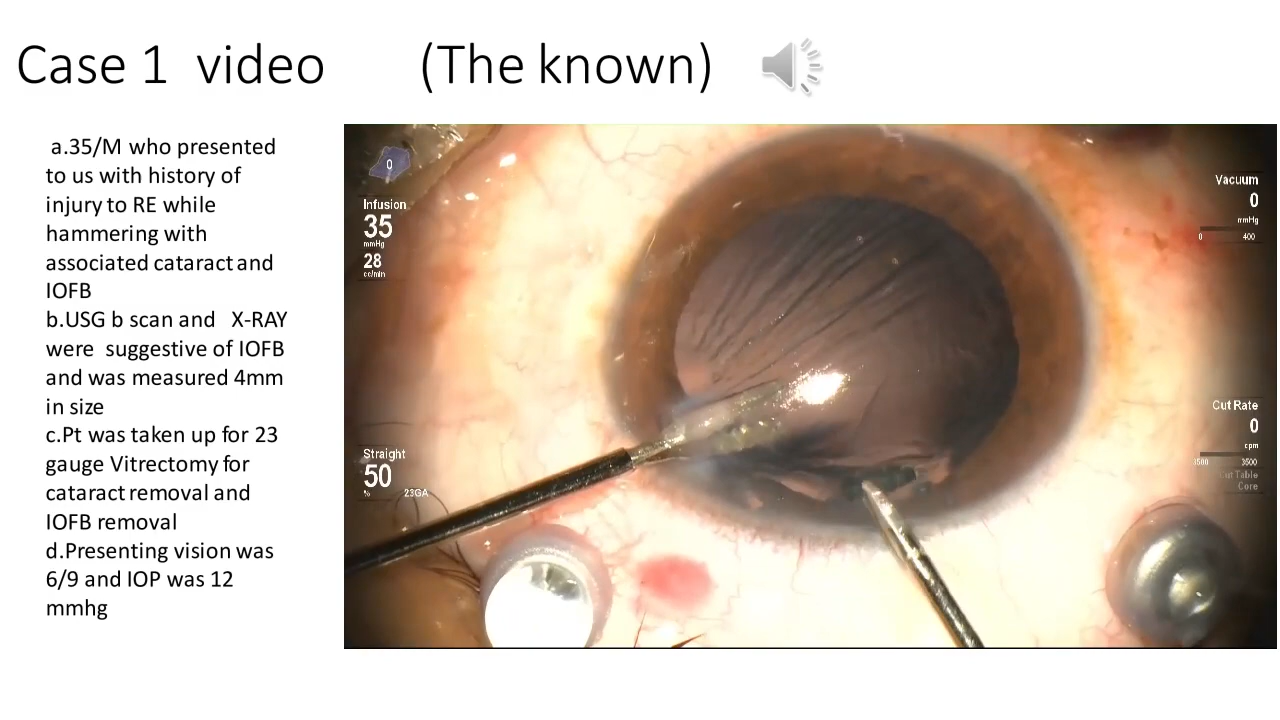 Case 1 video (The known)
a.35/M who presented
to us with history of
injury to RE while
hammering with
associated cataract and
IOFB
b.USG b scan and X-RAY
were suggestive of IOFB
and was measured 4mm
in size
c.Pt was taken up for 23
gauge Vitrectomy for
cataract removal and
IOFB removal
d.Presenting vision was
6/9 and IOP was 12
mmhg
0
Infusion
35
mmHg
28
cc/min
Straight
50
% 23GA
Vacuum
0
mmHg
0 400
Cut Rate
0
cpm
3500
Cut Table
Core